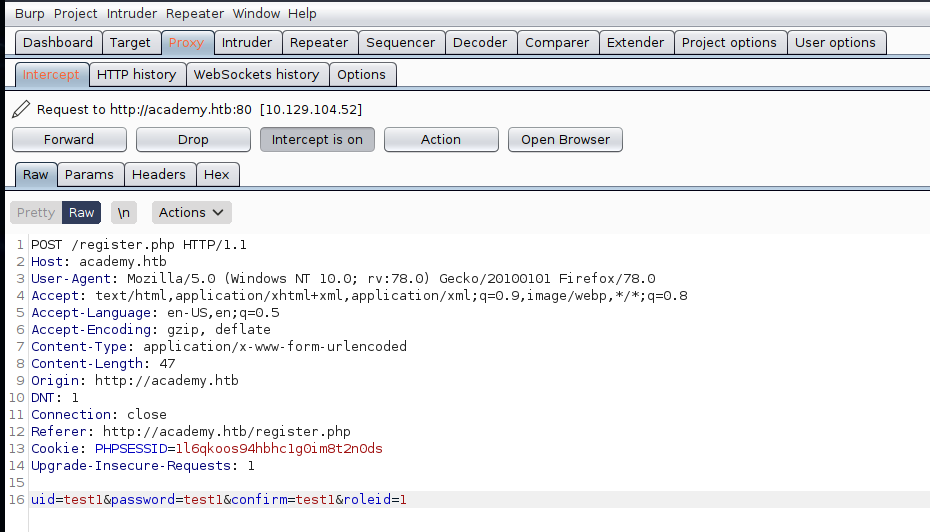 Burp Project Intruder Repeater Window Help
Dashboard Target Proxy Intruder Repeater Sequencer Decoder Comparer Extender Project options User options
Intercept HTTP history WebSockets history Options
Request to http://academy.htb:80 [10.129.104.52]
Forward Drop Intercept is on Action Open Browser
Raw Params Headers Hex
Pretty Raw \n Actions
1 POST /register.php HTTP/1.1
2 Host: academy.htb
3 User-Agent: Mozilla/5.0 (Windows NT 10.0; rv:78.0) Gecko/20100101 Firefox/78.0
4 Accept: text/html,application/xhtml+xml,application/xml;q=0.9,image/webp,*/*;q=0.8
5 Accept-Language: en-US,en;q=0.5
6 Accept-Encoding: gzip, deflate
7 Content-Type: application/x-www-form-urlencoded
8 Content-Length: 47
9 Origin: http://academy.htb
10 DNT: 1
11 Connection: close
12 Referer: http://academy.htb/register.php
13 Cookie: PHPSESSID=1l6qkoos94hbhc1g0im8t2n0ds
14 Upgrade-Insecure-Requests: 1
15
16 uid=test1&password=test1&confirm=test1&roleid=1